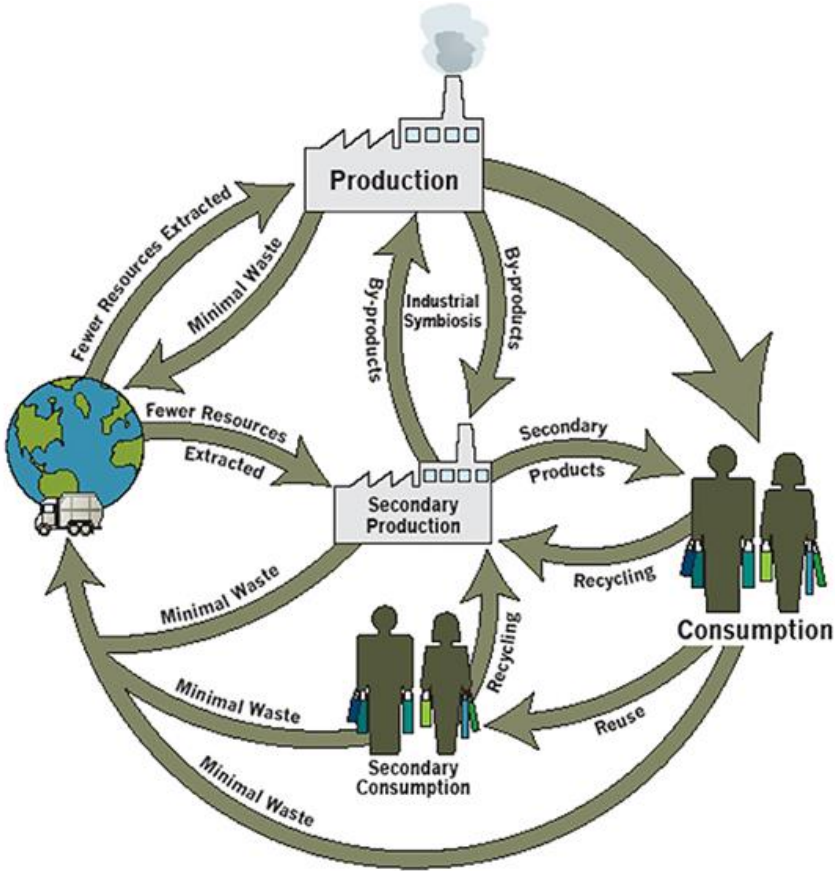 Production
Fewer Resources Extracted
Minimal Waste
By-products
Industrial
Symbiosis
By-products
Fewer Resources
Extracted
Secondary
Products
Secondary
Production
Recycling
Minimal Waste
Consumption
Recycling
Minimal Waste
Reuse
Secondary
Consumption
Minimal Waste